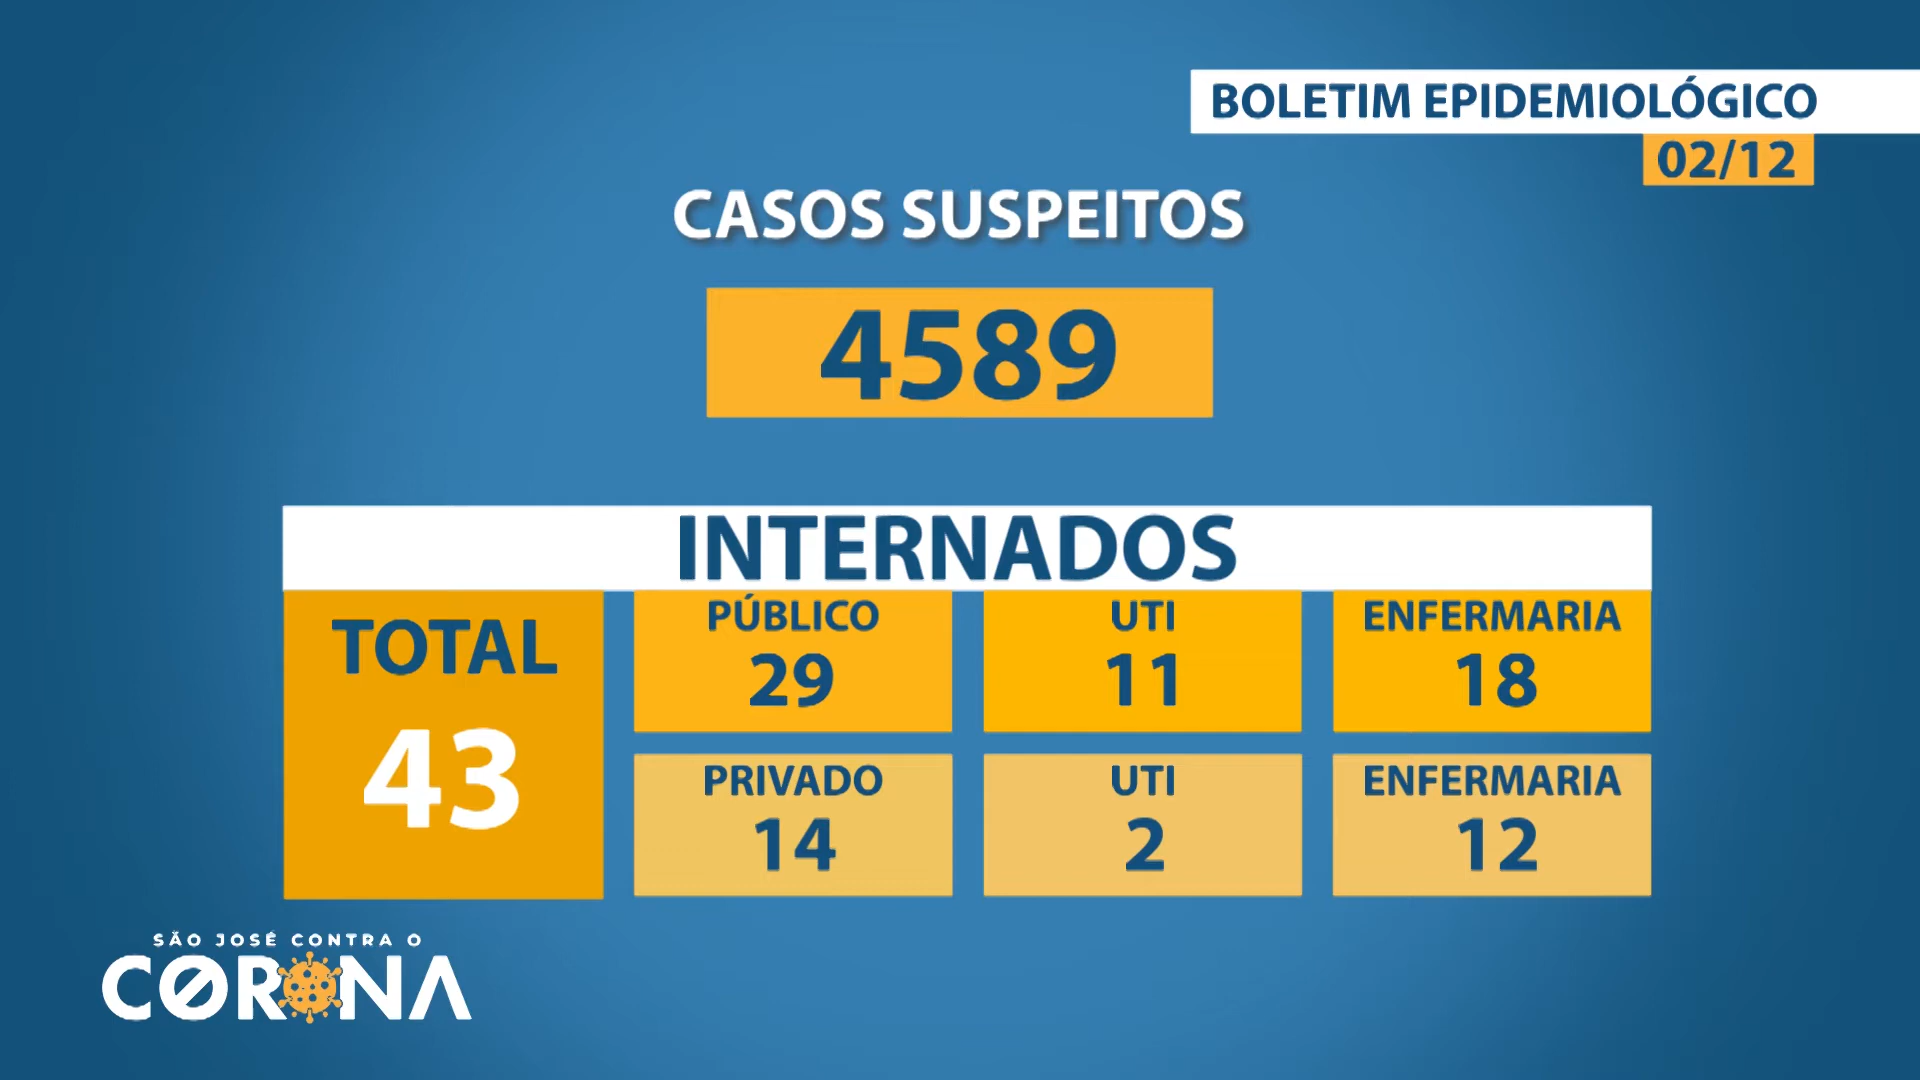 BOLETIM EPIDEMIOLÓGICO
02/12
CASOS SUSPEITOS
4589
INTERNADOS
TOTAL
43
PÚBLICO
29
UTI
11
ENFERMARIA
18
PRIVADO
14
UTI
2
ENFERMARIA
12
SÃO JOSÉ CONTRA O
CORONA